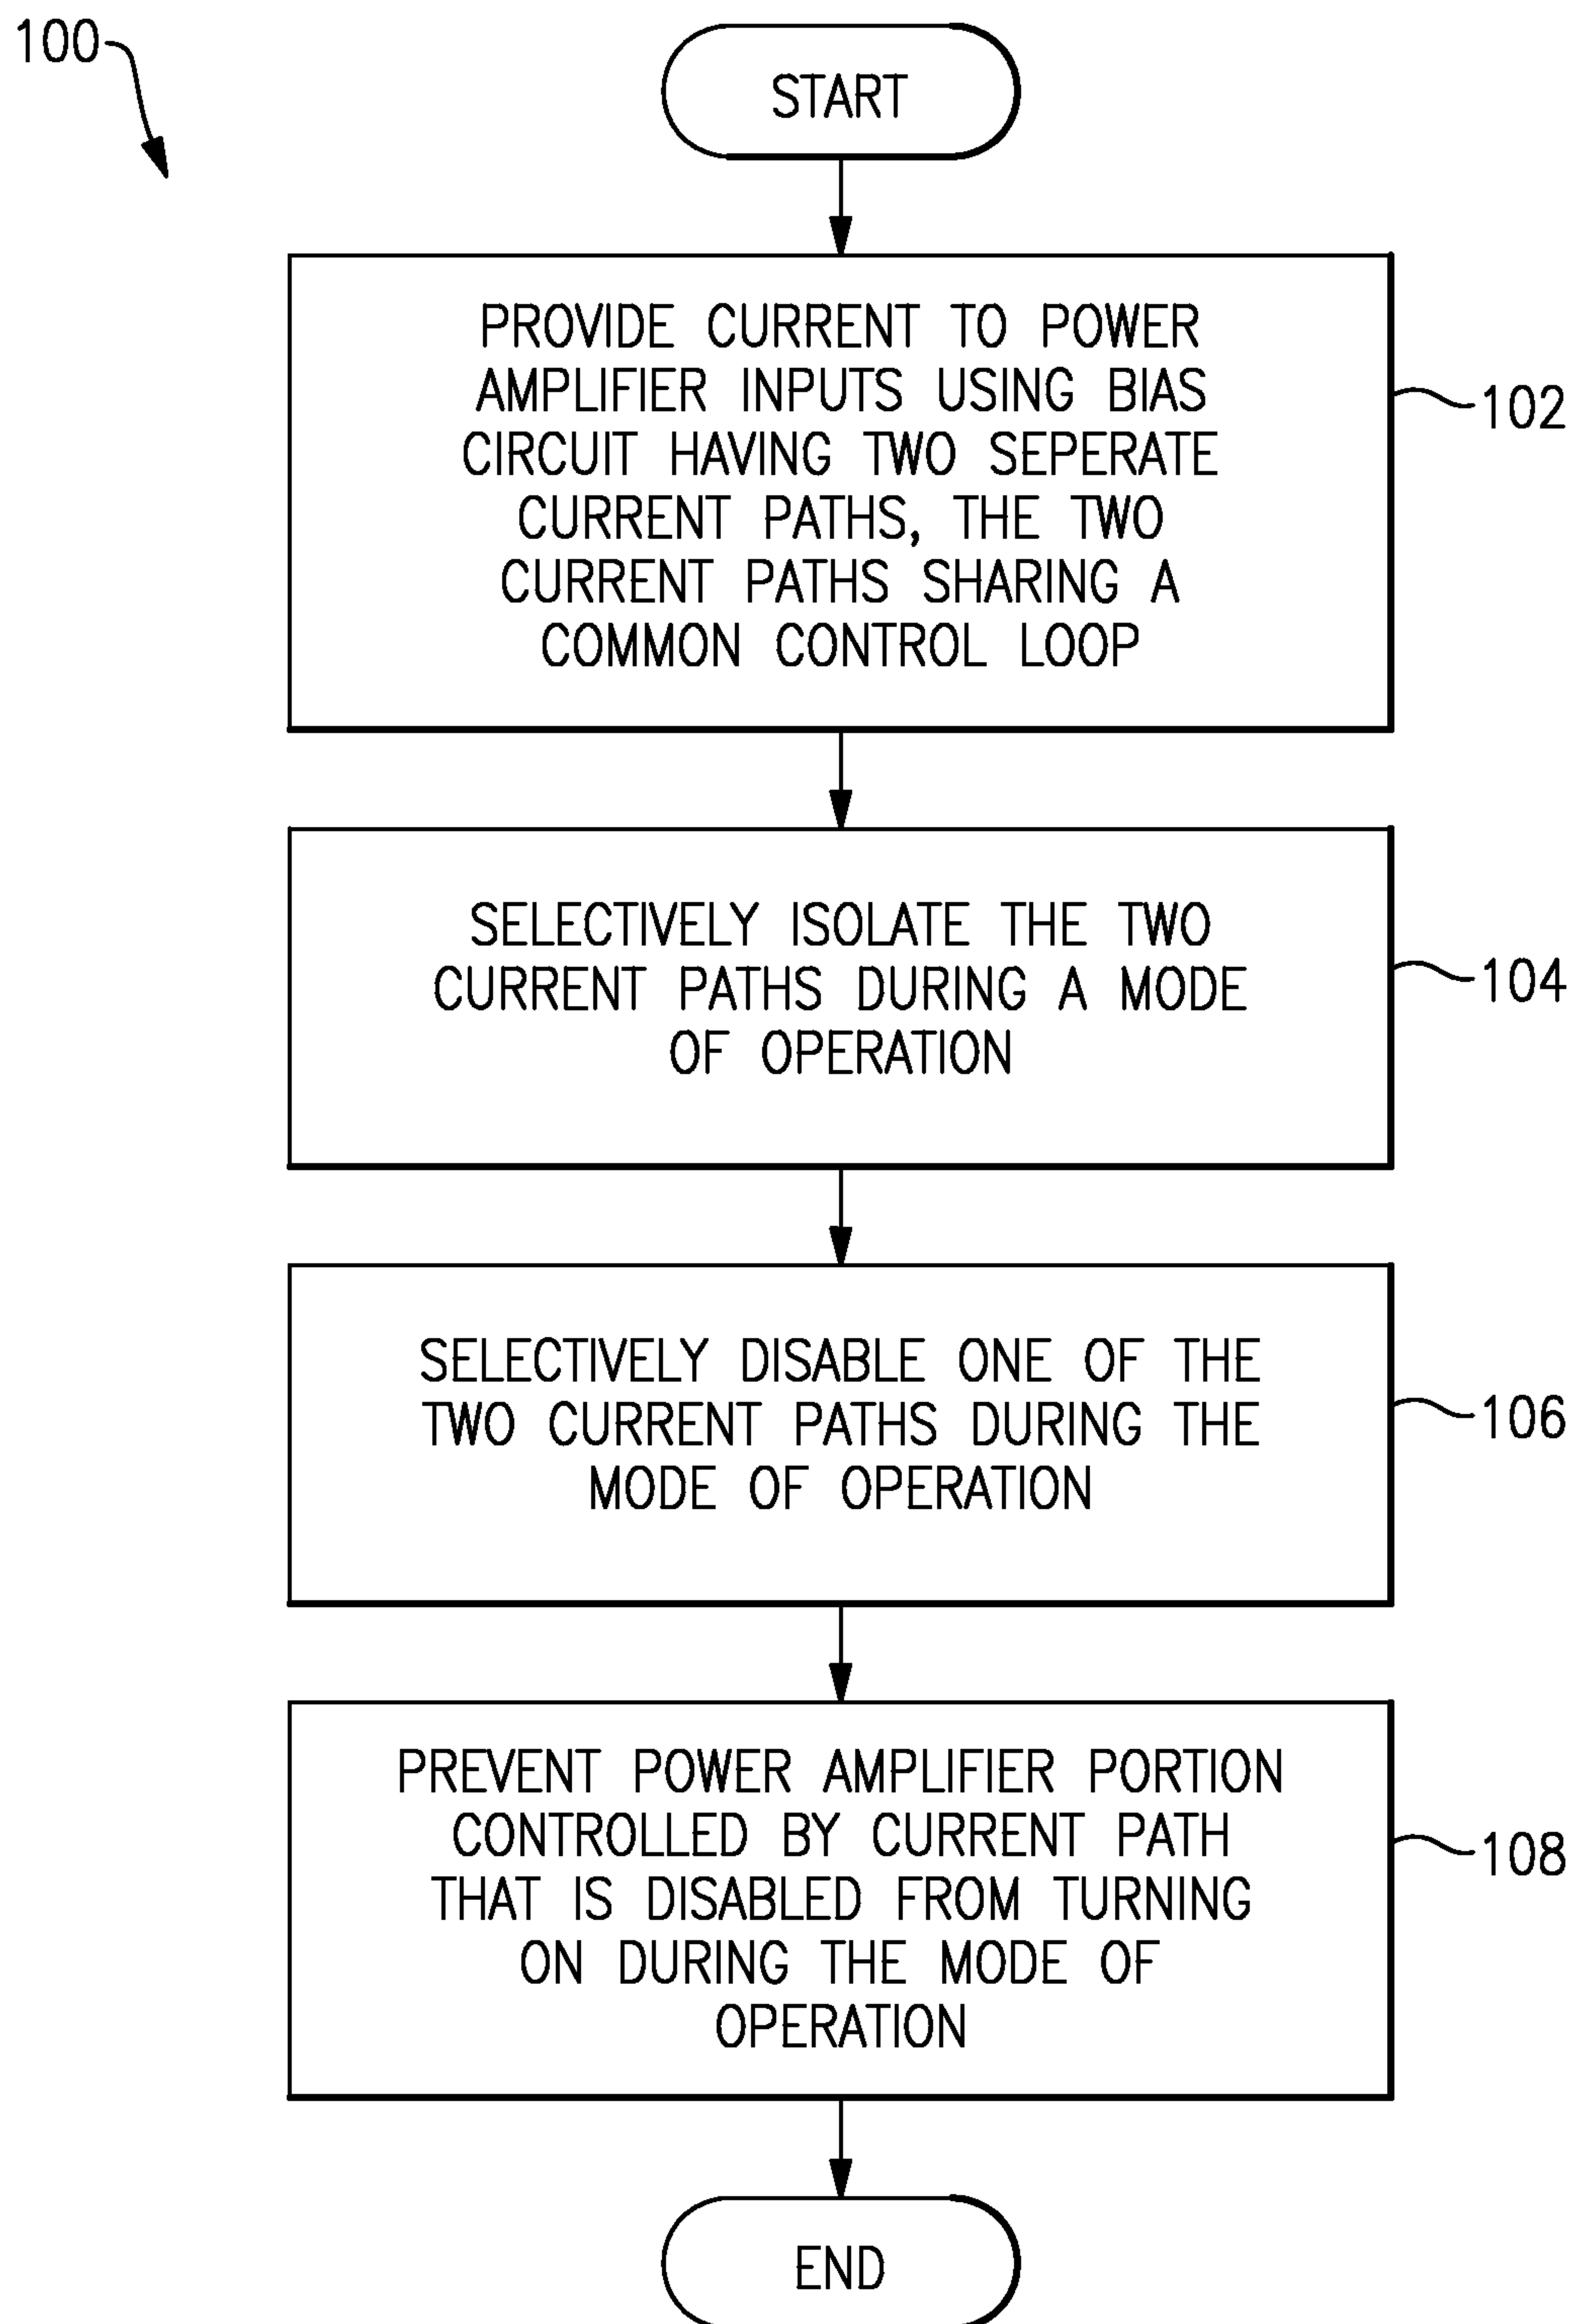 100
START
PROVIDE CURRENT TO POWER
AMPLIFIER INPUTS USING BIAS
CIRCUIT HAVING TWO SEPERATE
CURRENT PATHS, THE TWO
CURRENT PATHS SHARING A
COMMON CONTROL LOOP
102
SELECTIVELY ISOLATE THE TWO
CURRENT PATHS DURING A MODE
OF OPERATION
104
SELECTIVELY DISABLE ONE OF THE
TWO CURRENT PATHS DURING THE
MODE OF OPERATION
106
PREVENT POWER AMPLIFIER PORTION
CONTROLLED BY CURRENT PATH
THAT IS DISABLED FROM TURNING
ON DURING THE MODE OF
OPERATION
108
END